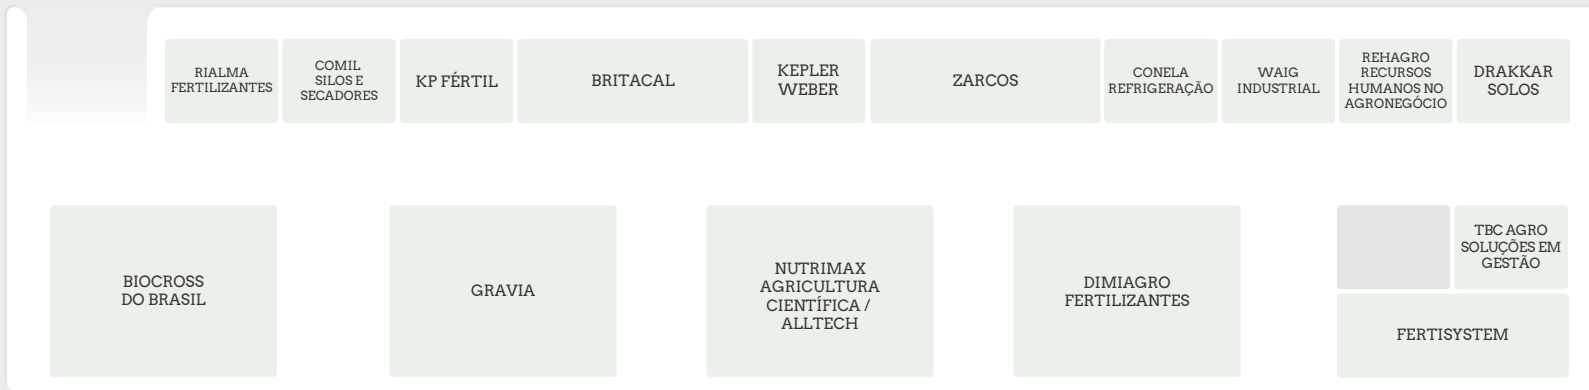 RIALMA
FERTILIZANTES
COMIL
SILOS E
SECADORES
KP FÉRTIL
BRITACAL
KEPLER
WEBER
ZARCOS
CONELA
REFRIGERAÇÃO
WAIG
INDUSTRIAL
REHAGRO
RECURSOS
HUMANOS NO
AGRONEGÓCIO
DRAKKAR
SOLOS
BIOCROSS
DO BRASIL
GRAVIA
NUTRIMAX
AGRICULTURA
CIENTÍFICA /
ALLTECH
DIMIAGRO
FERTILIZANTES
TBC AGRO
SOLUÇÕES EM
GESTÃO
FERTISYSTEM